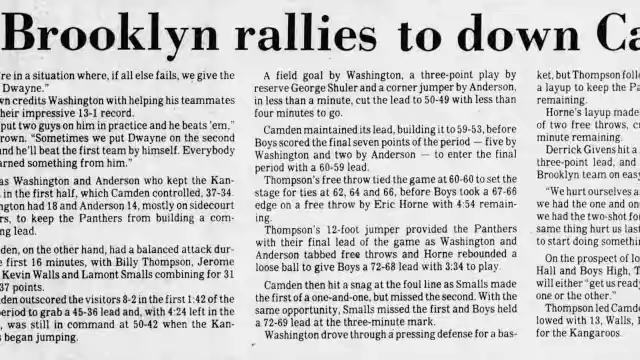 Brooklyn rallies to down Ca
re in a situation where, if all else fails, we give the
Dwayne."
wn credits Washington with helping his teammates
heir impressive 13-1 record.
put two guys on him in practice and he beats 'em,"
rown. "Sometimes we put Dwayne on the second
nd he'll beat the first team by himself. Everybody
arned something from him."
as Washington and Anderson who kept the Kan-
in the first half, which Camden controlled, 37-34.
ngton had 18 and Anderson 14, mostly on sidecourt
rs, to keep the Panthers from building a com-
ng lead.
den, on the other hand, had a balanced attack dur-
first 16 minutes, with Billy Thompson, Jerome
Kevin Walls and Lamont Smalls combining for 31
37 points.
den outscored the visitors 8-2 in the first 1:42 of the
period to grab a 45-36 lead and, with 4:24 left in the
, was still in command at 50-42 when the Kan-
s began jumping.
A field goal by Washington, a three-point play by
reserve George Shuler and a corner jumper by Anderson,
in less than a minute, cut the lead to 50-49 with less than
four minutes to go.
Camden maintained its lead, building it to 59-53, before
Boys scored the final seven points of the period — five by
Washington and two by Anderson — to enter the final
period with a 60-59 lead.
Thompson's free throw tied the game at 60-60 to set the
stage for ties at 62, 64 and 66, before Boys took a 67-66
edge on a free throw by Eric Horne with 4:54 remain-
ing.
Thompson's 12-foot jumper provided the Panthers
with their final lead of the game as Washington and
Anderson tabbed free throws and Horne rebounded a
loose ball to give Boys a 72-68 lead with 3:34 to play.
Camden then hit a snag at the foul line as Smalls made
the first of a one-and-one, but missed the second. With the
same opportunity, Smalls missed the first and Boys held
a 72-69 lead at the three-minute mark.
Washington drove through a pressing defense for a bas-
ket, but Thompson follo
a layup to keep the Pa
remaining.
Horne's layup made
of two free throws, c
minute remaining.
Derrick Givens hit a
three-point lead, and
Brooklyn team on easy
"We hurt ourselves a
we had the one and on
we had the two-shot fo
same thing hurt us last
to start doing somethin
On the prospect of lo
Hall and Boys High, T
will either "get us ready
one or the other."
Thompson led Camd
lowed with 13, Walls, 1
for the Kangaroos.